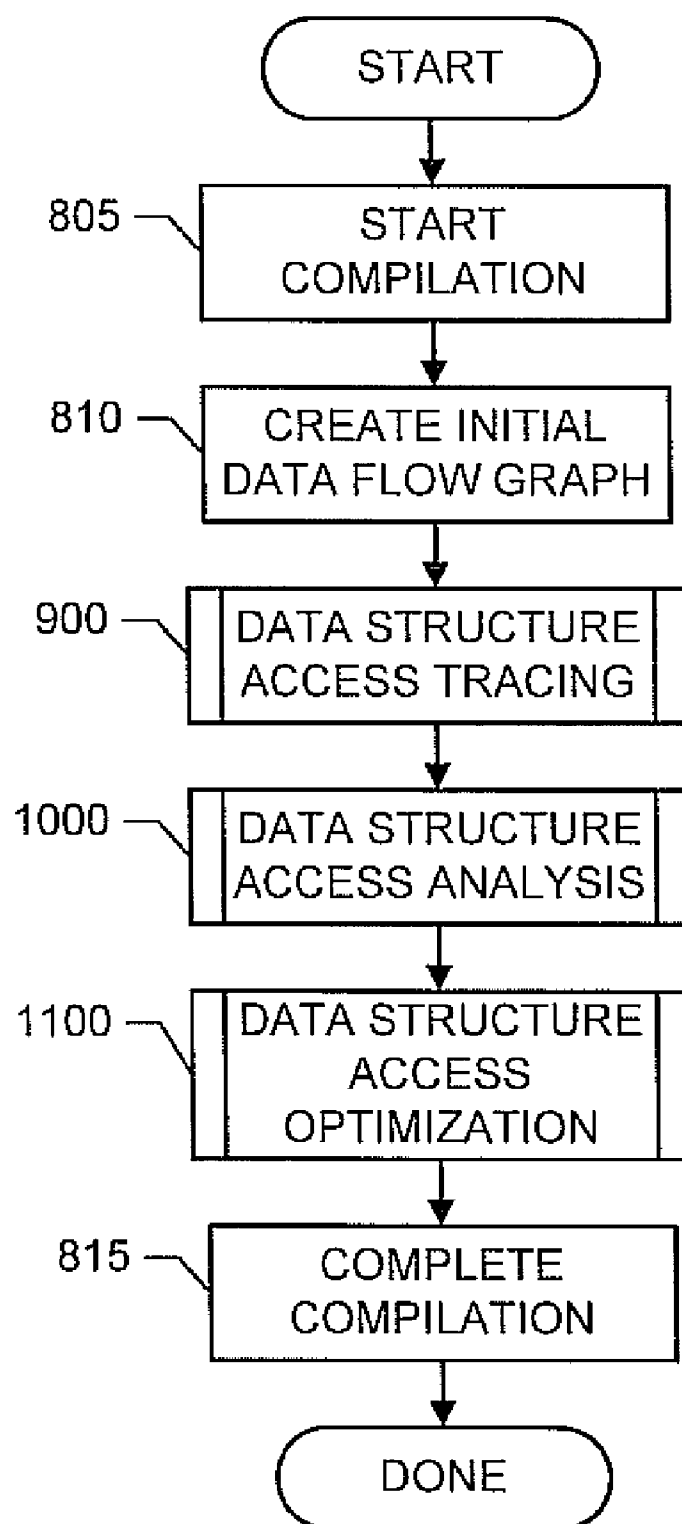 START
805
START
COMPILATION
810
CREATE INITIAL
DATA FLOW GRAPH
900
DATA STRUCTURE
ACCESS TRACING
1000
DATA STRUCTURE
ACCESS ANALYSIS
1100
DATA STRUCTURE
ACCESS
OPTIMIZATION
815
COMPLETE
COMPILATION
DONE